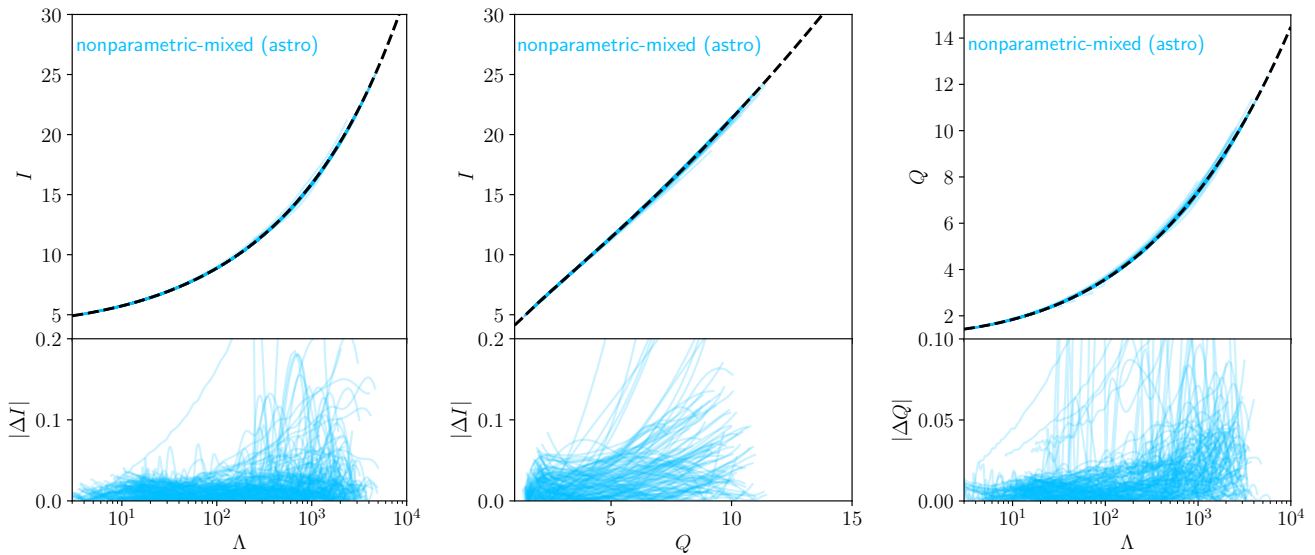 nonparametric-mixed (astro)
30
25
20
15
10
5
I
0.2
0.1
0.0
|ΔI|
10¹ 10² 10³ 10⁴
Λ
nonparametric-mixed (astro)
30
25
20
15
10
5
I
0.2
0.1
0.0
|ΔI|
5 10 15
Q
nonparametric-mixed (astro)
14
12
10
8
6
4
2
Q
0.10
0.05
0.00
|ΔQ|
10¹ 10² 10³ 10⁴
Λ